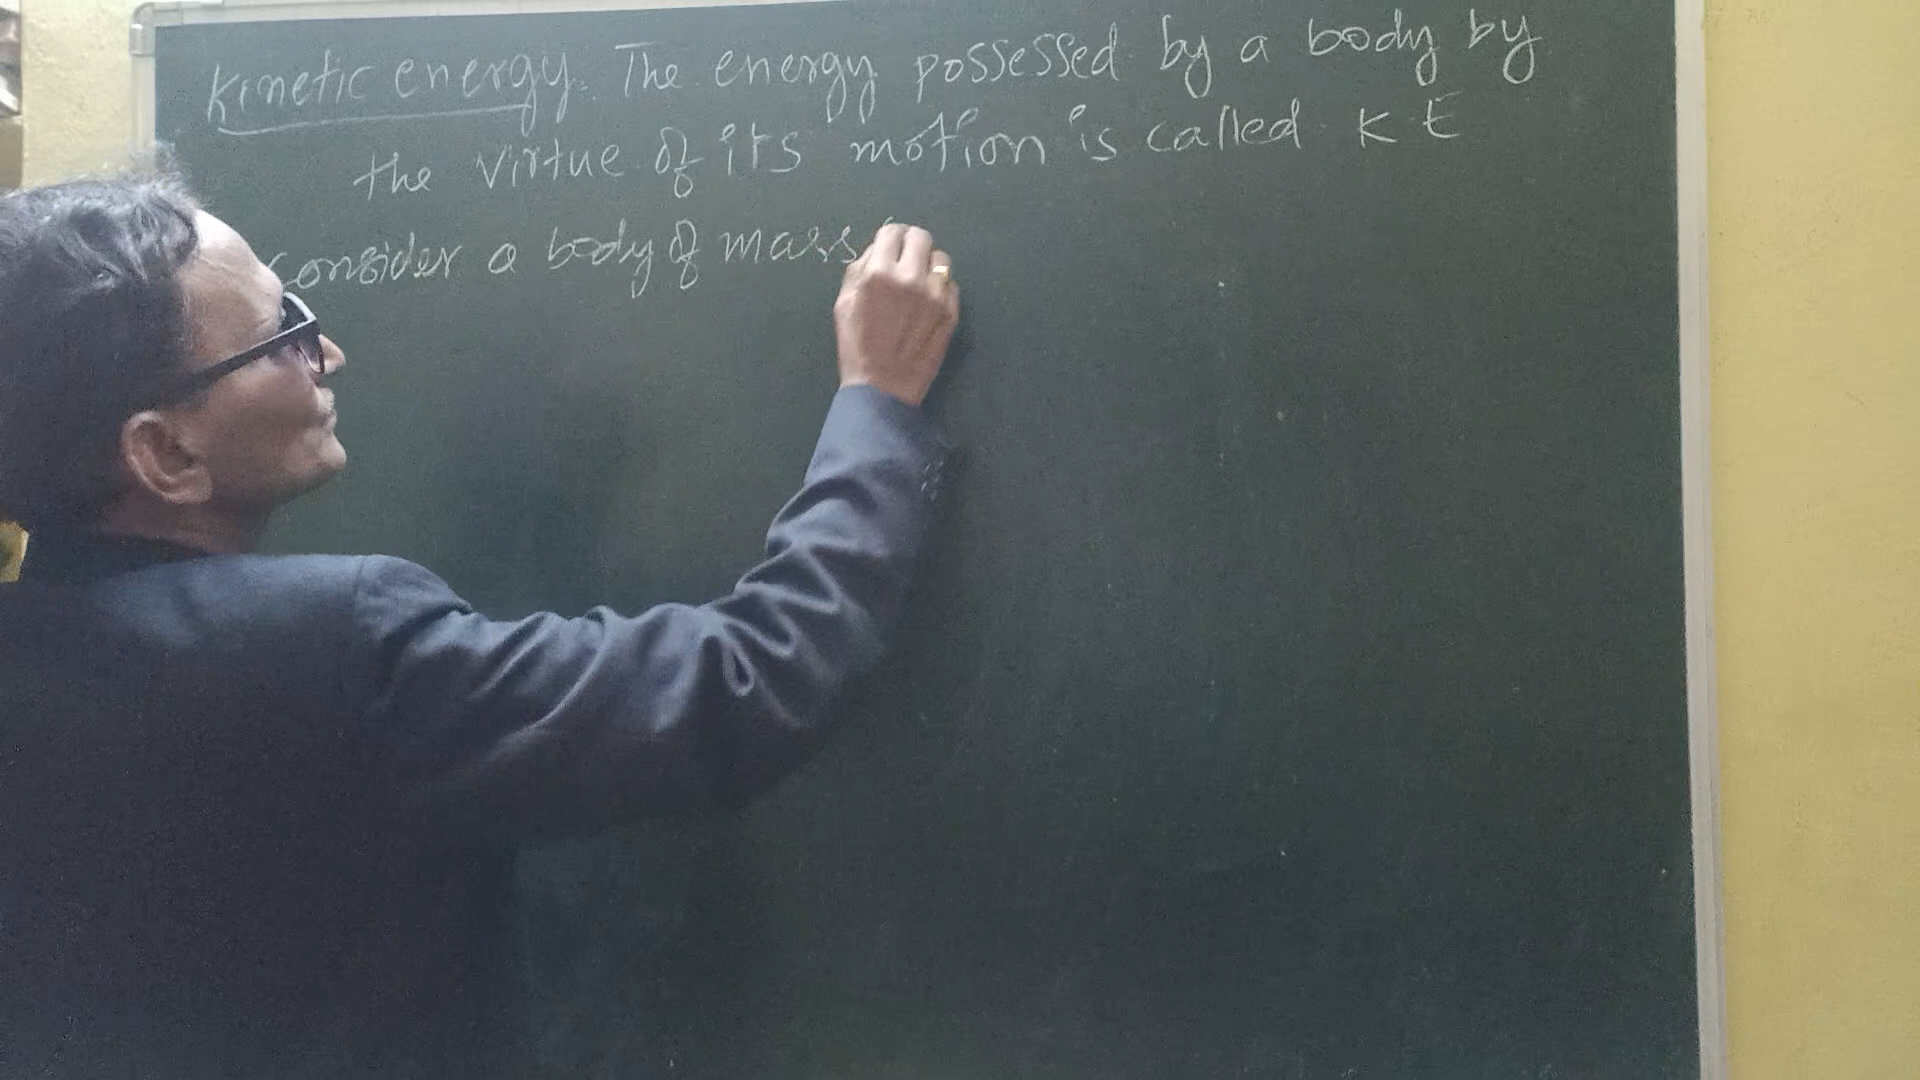 Kinetic energy. The energy possessed by a body by
the virtue of its motion is called K E
consider a body of mass